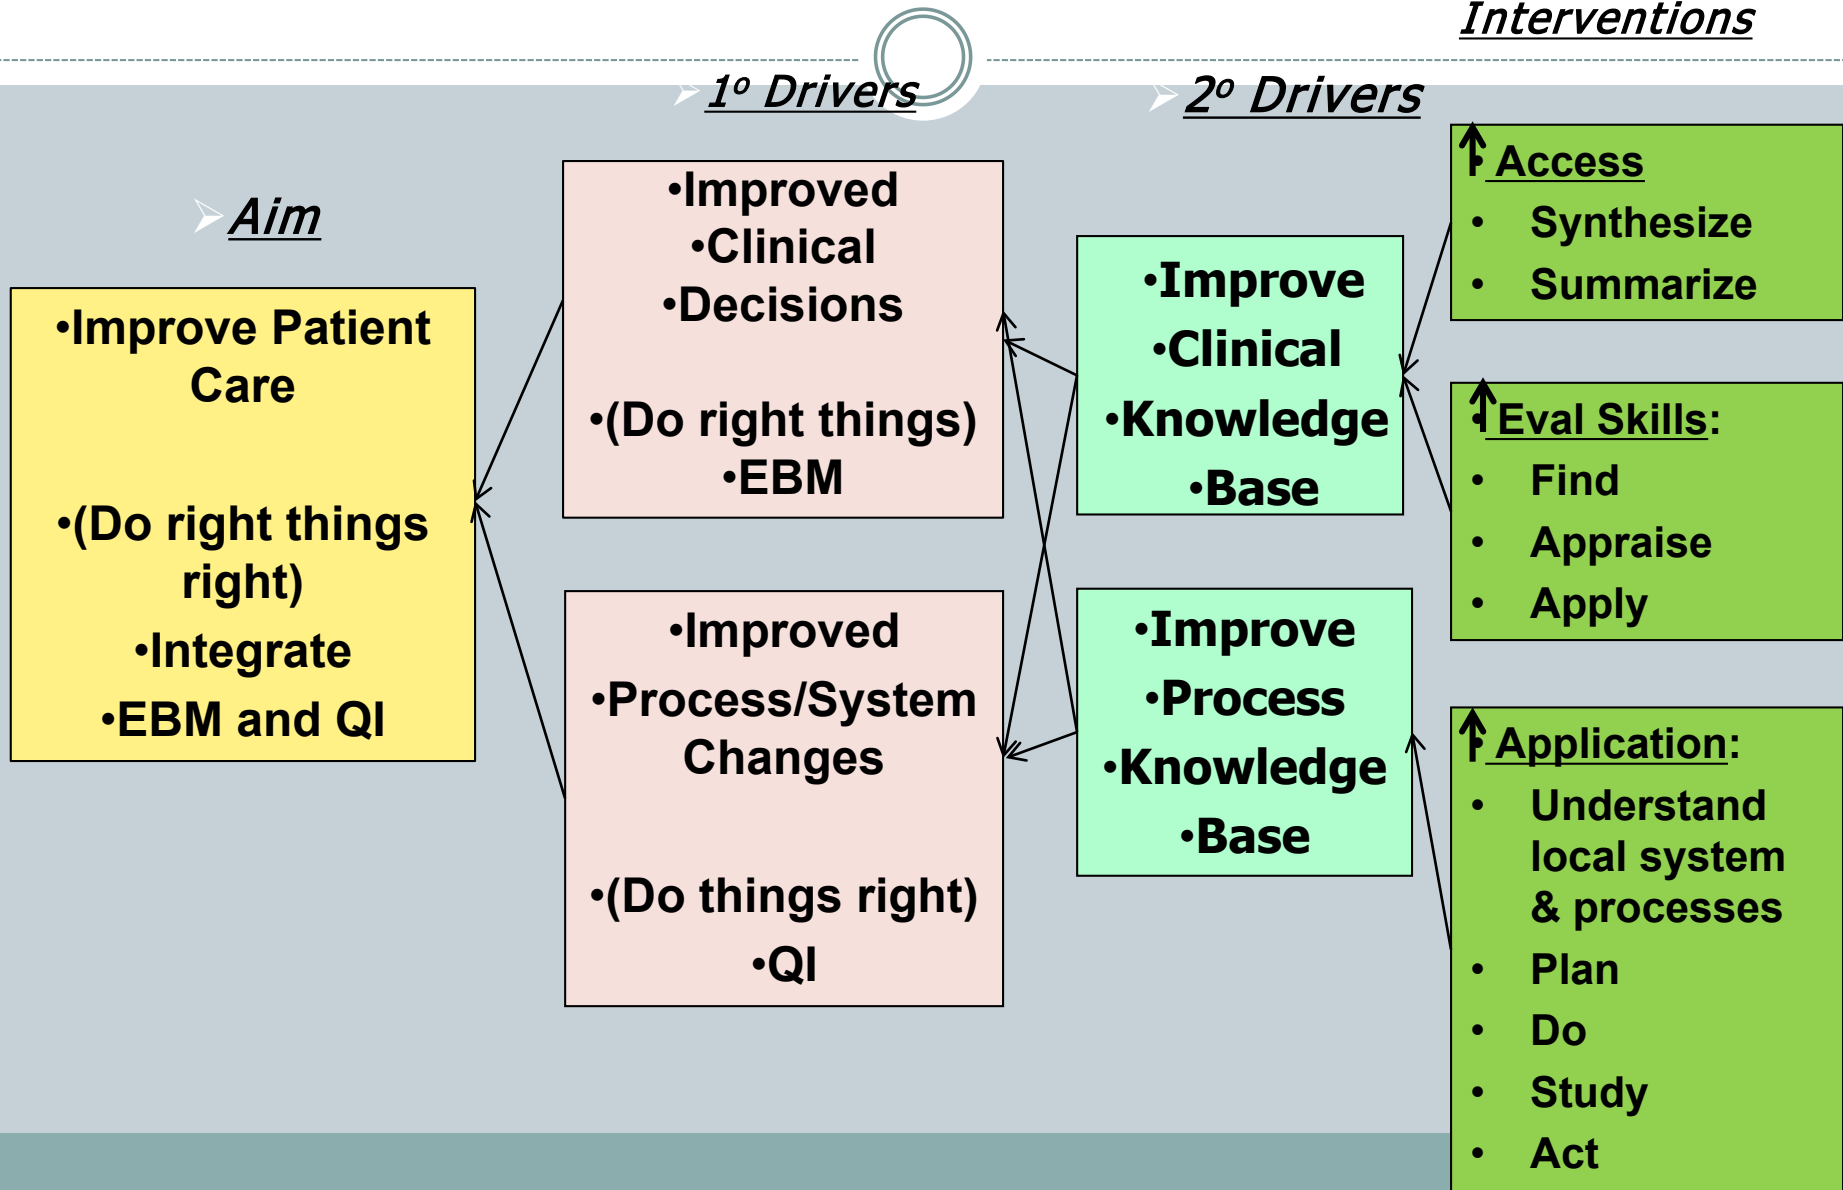 Interventions
➢1º Drivers
➢2º Drivers
➢Aim
•Improve Patient
Care
•(Do right things
right)
•Integrate
•EBM and QI
•Improved
•Clinical
•Decisions
•(Do right things)
•EBM
•Improved
•Process/System
Changes
•(Do things right)
•QI
•Improve
•Clinical
•Knowledge
•Base
•Improve
•Process
•Knowledge
•Base
• Access
• Synthesize
• Summarize
• Eval Skills:
• Find
• Appraise
• Apply
• Application:
• Understand
local system
& processes
• Plan
• Do
• Study
• Act